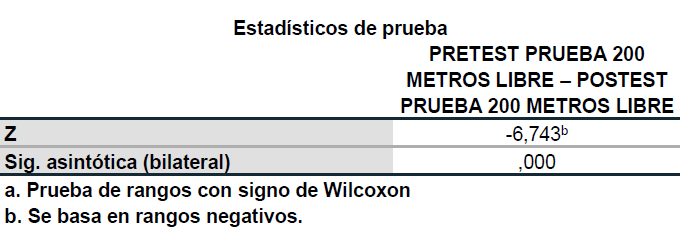 Estadísticos de prueba
PRETEST PRUEBA 200
METROS LIBRE – POSTEST
PRUEBA 200 METROS LIBRE
Z -6,743b
Sig. asintótica (bilateral) ,000
a. Prueba de rangos con signo de Wilcoxon
b. Se basa en rangos negativos.